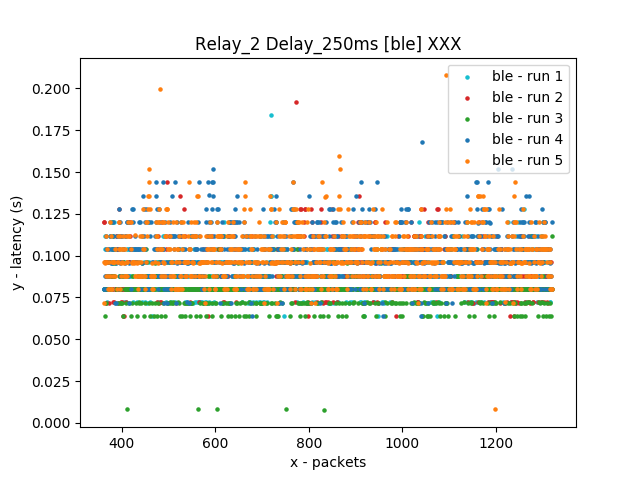 Relay_2 Delay_250ms [ble] XXX
ble - run 1
ble - run 2
ble - run 3
ble - run 4
ble - run 5
y - latency (s)
0.200
0.175
0.150
0.125
0.100
0.075
0.050
0.025
0.000
400 600 800 1000 1200
x - packets